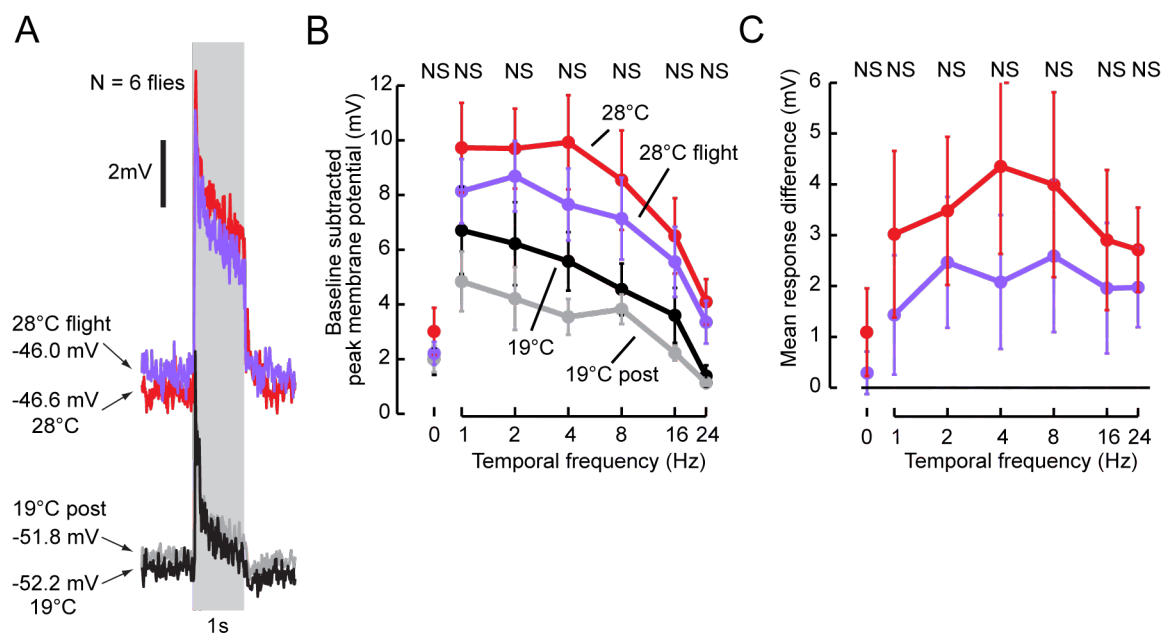 A
N = 6 flies
2mV
28°C flight
-46.0 mV
-46.6 mV
28°C
19°C post
-51.8 mV
-52.2 mV
19°C
1s
B
NS NS NS NS NS NS NS
Baseline subtracted
peak membrane potential (mV)
12
10
8
6
4
2
0
28°C
28°C flight
19°C
19°C post
0 1 2 4 8 16 24
Temporal frequency (Hz)
C
NS NS NS NS NS NS NS
Mean response difference (mV)
6
5
4
3
2
1
0
0 1 2 4 8 16 24
Temporal frequency (Hz)